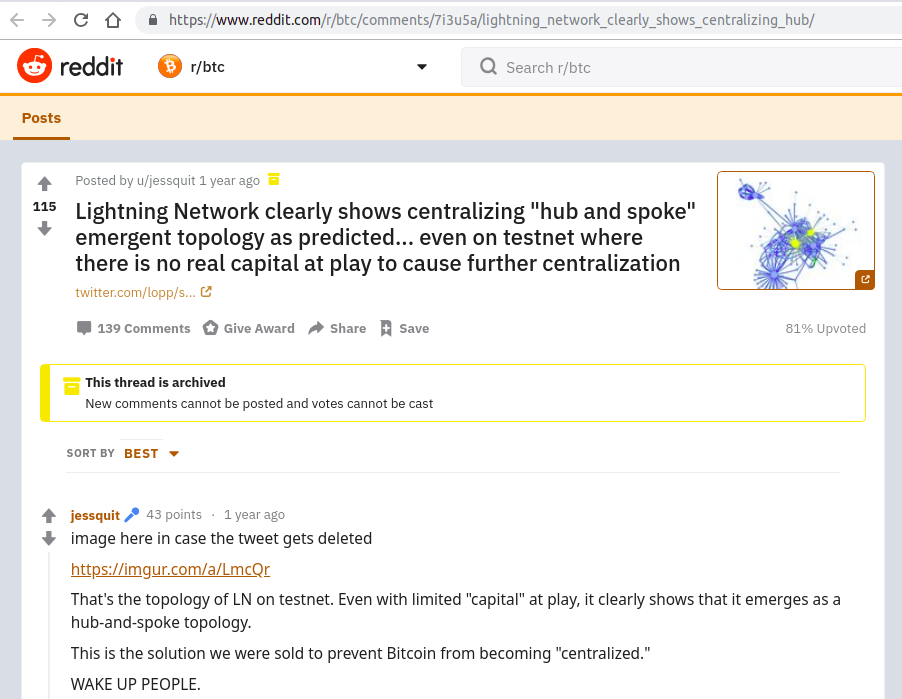 https://www.reddit.com/r/btc/comments/7i3u5a/lightning_network_clearly_shows_centralizing_hub/
reddit r/btc Search r/btc
Posts
Posted by u/jessquit 1 year ago
115
Lightning Network clearly shows centralizing "hub and spoke"
emergent topology as predicted... even on testnet where
there is no real capital at play to cause further centralization
twitter.com/lopp/s...
139 Comments Give Award Share Save 81% Upvoted
This thread is archived
New comments cannot be posted and votes cannot be cast
SORT BY BEST
jessquit 43 points · 1 year ago
image here in case the tweet gets deleted
https://imgur.com/a/LmcQr
That's the topology of LN on testnet. Even with limited "capital" at play, it clearly shows that it emerges as a
hub-and-spoke topology.
This is the solution we were sold to prevent Bitcoin from becoming "centralized."
WAKE UP PEOPLE.